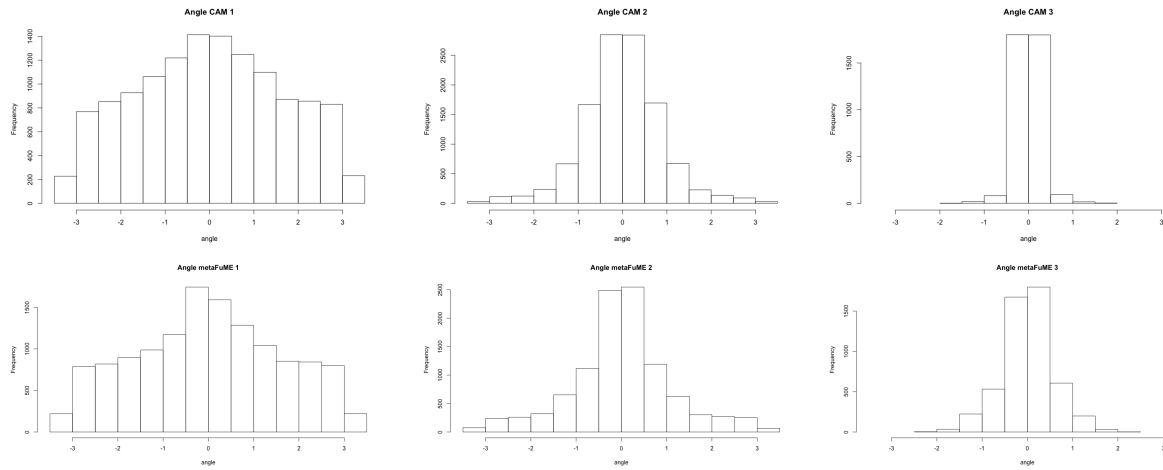 Angle CAM 1
Frequency
0 200 400 600 800 1000 1200 1400
-3 -2 -1 0 1 2 3
angle
Angle CAM 2
Frequency
0 500 1000 1500 2000 2500
-3 -2 -1 0 1 2 3
angle
Angle CAM 3
Frequency
0 500 1500
-3 -2 -1 0 1 2 3
angle
Angle metaFuME 1
Frequency
0 500 1000 1500
-3 -2 -1 0 1 2 3
angle
Angle metaFuME 2
Frequency
0 500 1000 1500 2000 2500
-3 -2 -1 0 1 2 3
angle
Angle metaFuME 3
Frequency
0 500 1000 1500
-3 -2 -1 0 1 2 3
angle